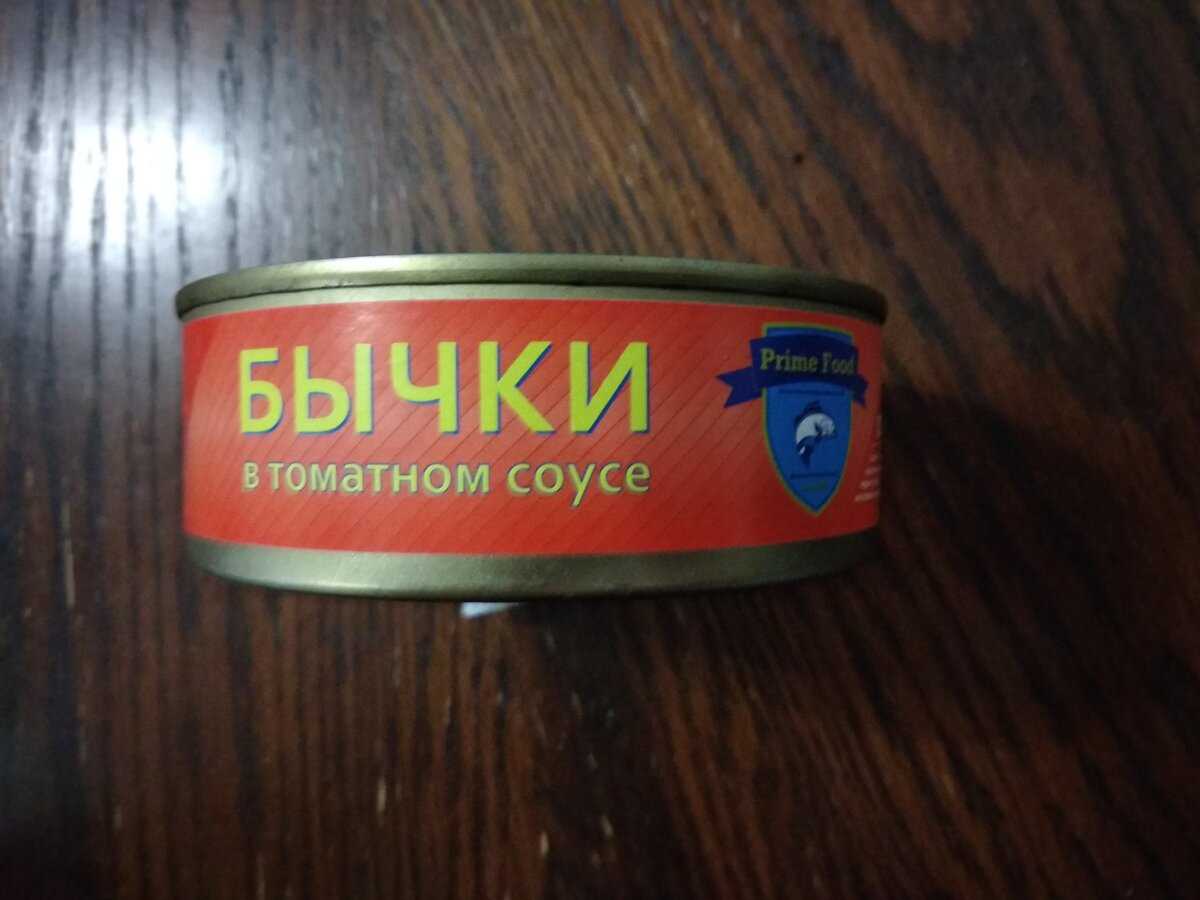 БЫЧКИ
в томатном соусе
Prime Food